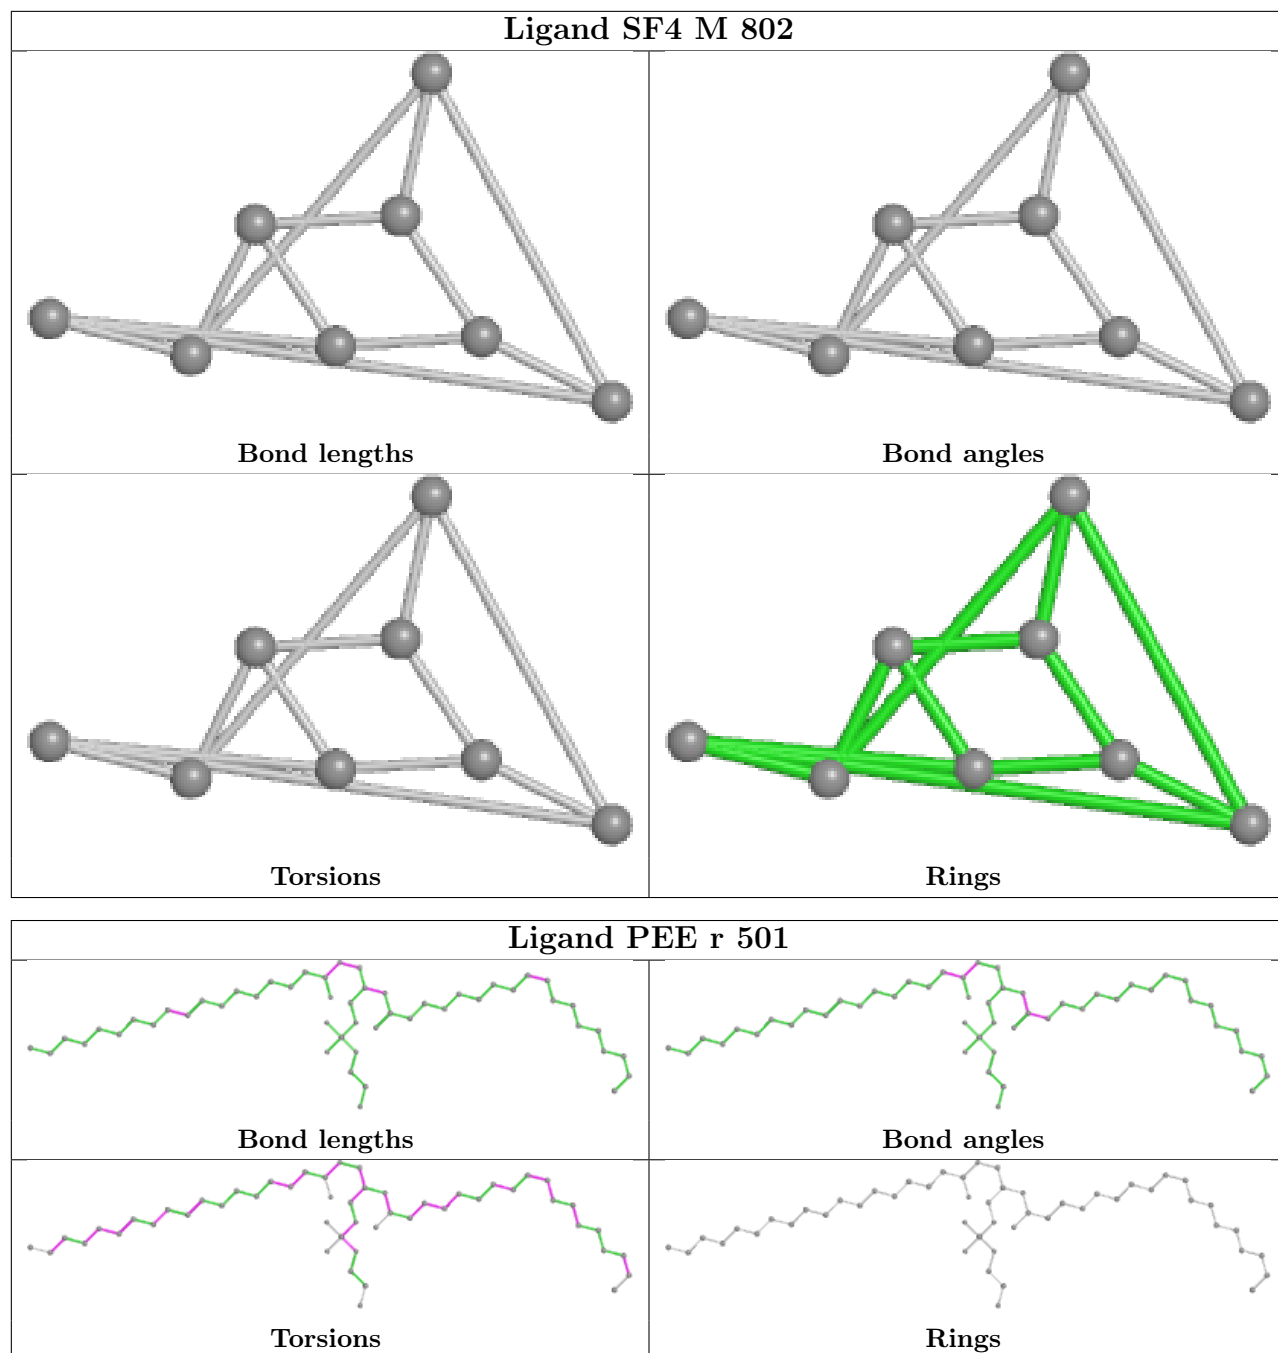 Ligand SF4 M 802
Bond lengths
Bond angles
Torsions
Rings
Ligand PEE r 501
Bond lengths
Bond angles
Torsions
Rings